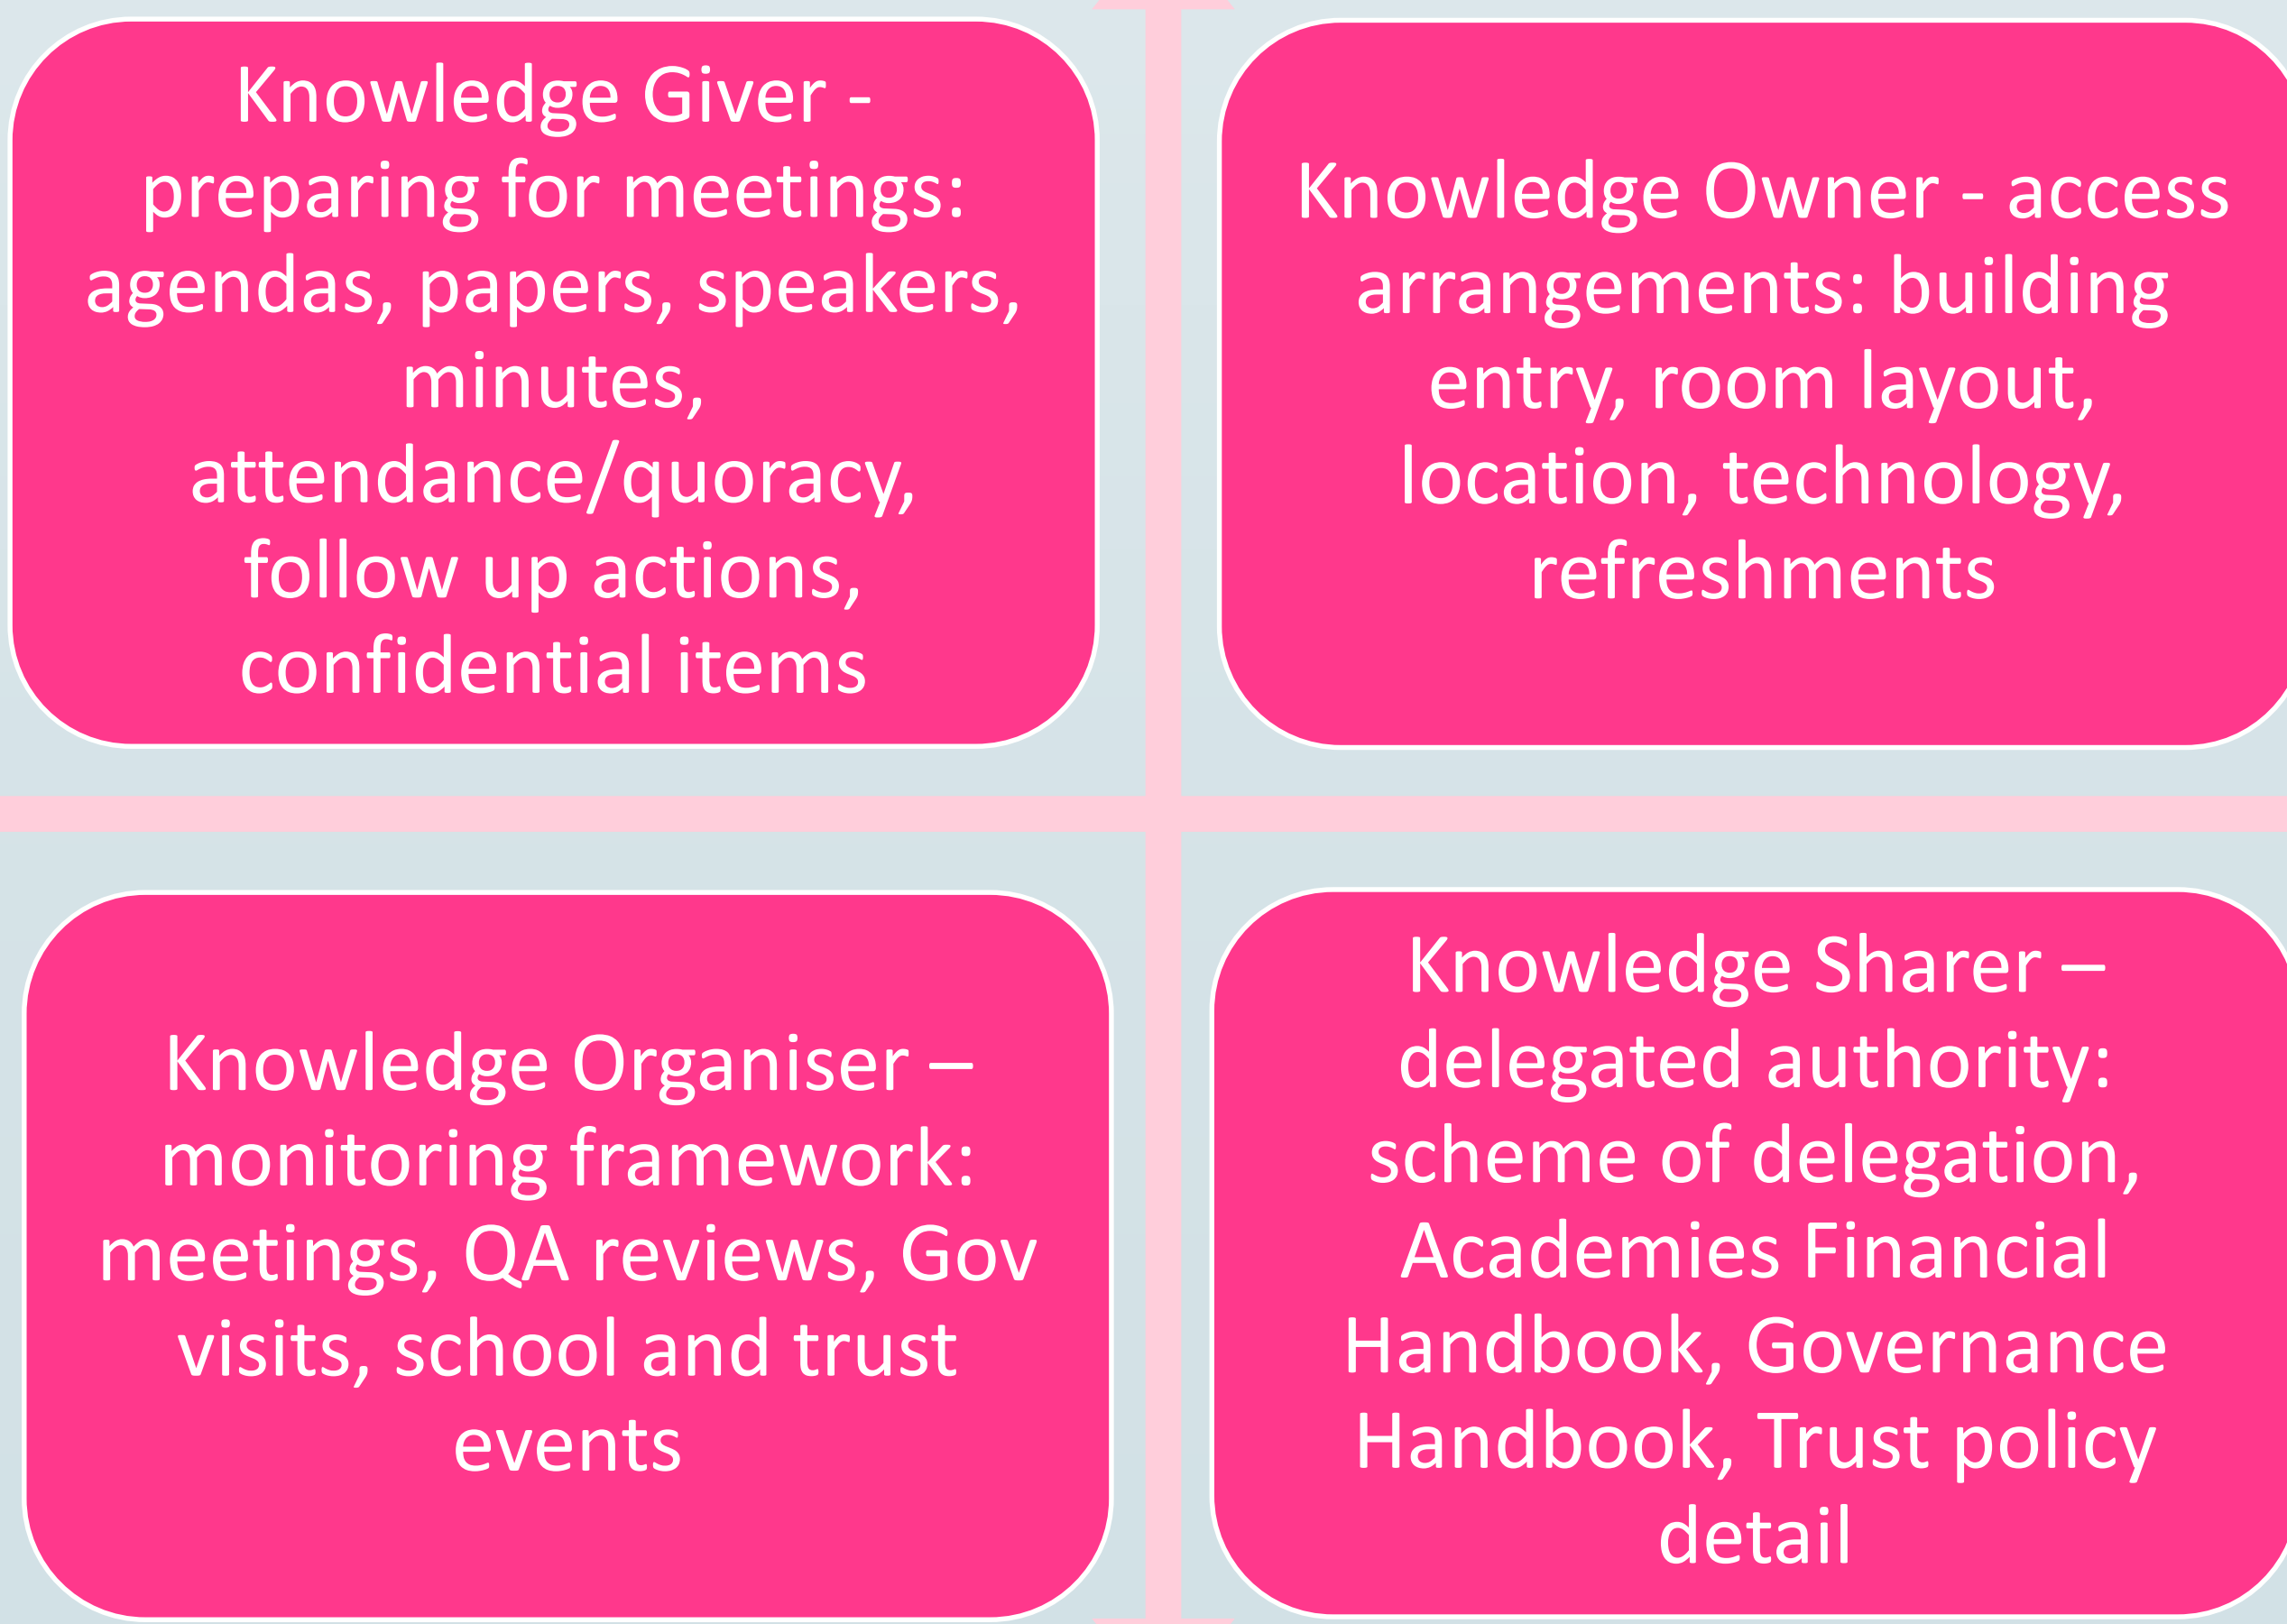 Knowledge Giver -
preparing for meetings:
agendas, papers, speakers,
minutes,
attendance/quoracy,
follow up actions,
confidential items
Knowledge Owner - access
arrangements: building
entry, room layout,
location, technology,
refreshments
Knowledge Organiser –
monitoring framework:
meetings, QA reviews, Gov
visits, school and trust
events
Knowledge Sharer –
delegated authority:
scheme of delegation,
Academies Financial
Handbook, Governance
Handbook, Trust policy
detail